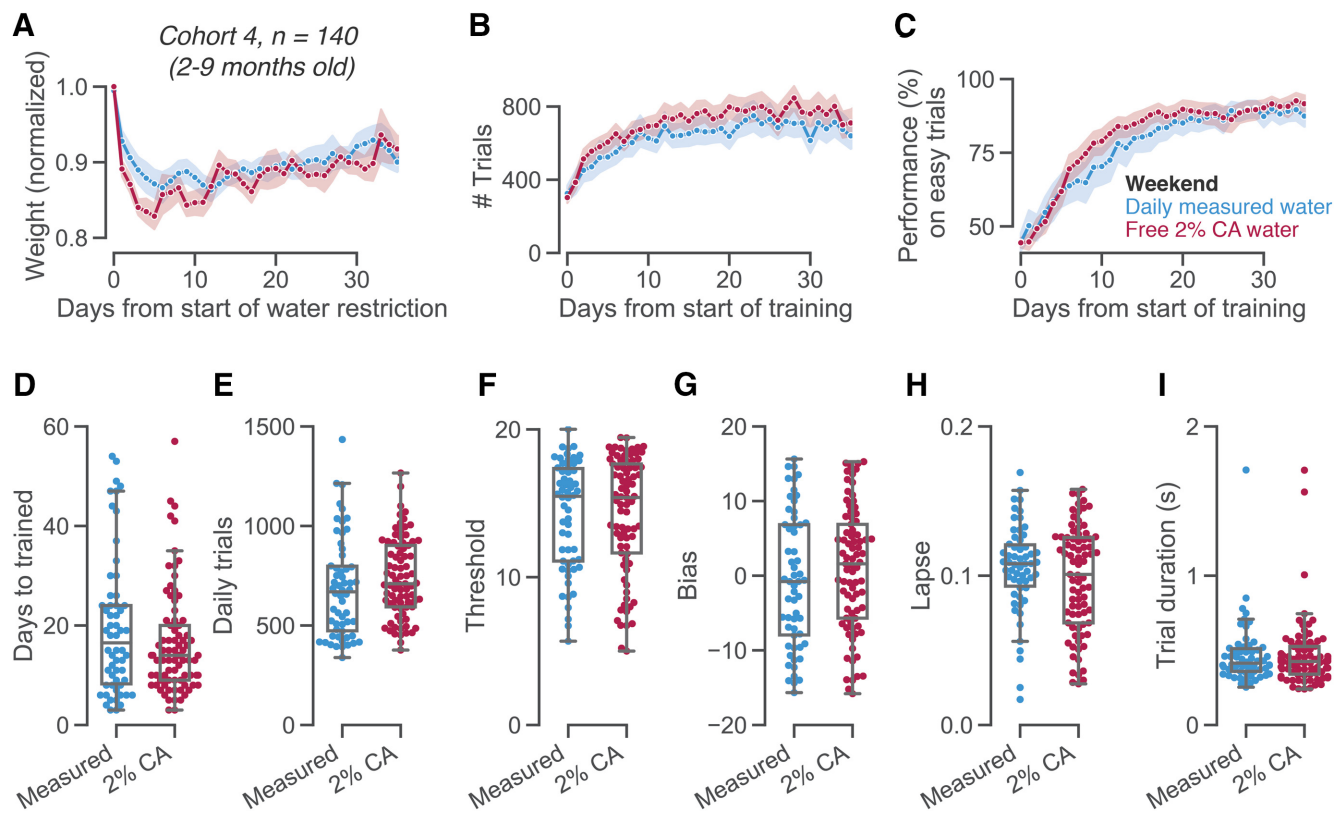 A
Cohort 4, n = 140
(2-9 months old)
Weight (normalized)
1.0
0.9
0.8
0
10
20
30
Days from start of water restriction
B
# Trials
800
400
0
0
10
20
30
Days from start of training
C
Performance (%)
on easy trials
100
75
50
Weekend
Daily measured water
Free 2% CA water
0
10
20
30
Days from start of training
D
Days to trained
60
40
20
0
Measured
2% CA
E
Daily trials
1500
1000
500
0
Measured
2% CA
F
Threshold
20
10
0
Measured
2% CA
G
Bias
20
10
0
−10
−20
Measured
2% CA
H
Lapse
0.2
0.1
0.0
Measured
2% CA
I
Trial duration (s)
2
1
0
Measured
2% CA